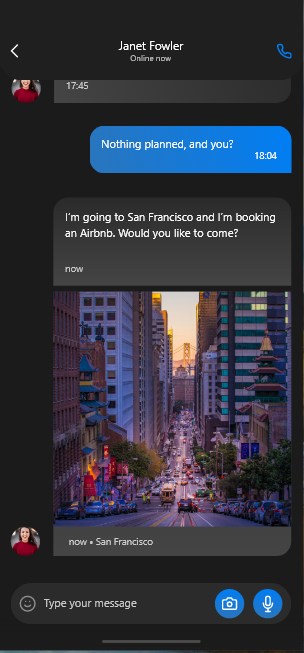 Janet Fowler
Online now
17:45
Nothing planned, and you?
18:04
I'm going to San Francisco and I'm booking
an Airbnb. Would you like to come?
now
now • San Francisco
Type your message